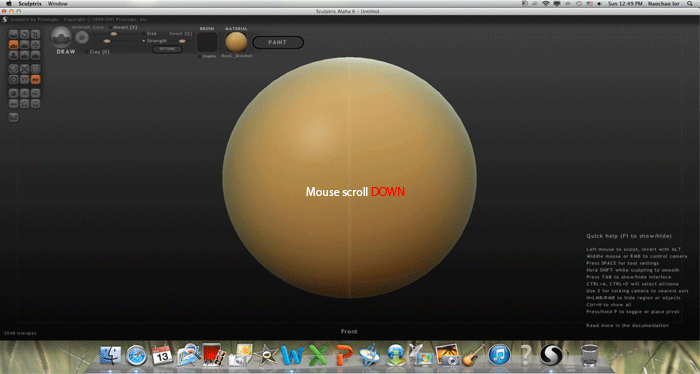 Sculptris Window
Sun 12:49 PM Naochao lor
Sculptris Alpha 6 - Untitled
Sculptris by Pixologic. Copyright © 2009-2011 Pixologic, Inc.
Invert [X]
Size
Detail [Q]
Strength
OPTIONS
DRAW
Clay [G]
BRUSH
Enable
MATERIAL
PAINT
Mouse scroll DOWN
Quick help (F1 to show/hide)
Left mouse to sculpt, invert with ALT
Middle mouse or RMB to control camera
Press SPACE for tool settings
Hold SHIFT while sculpting to smooth
Press TAB to show/hide interface
CTRL+A, CTRL+D will select all/none
Use Z for locking camera to nearest axis
H+LMB/RMB to hide region or objects
Ctrl+H to show all
Press/hold P to toggle or place pivot
Read more in the documentation
2048 triangles
Front
13